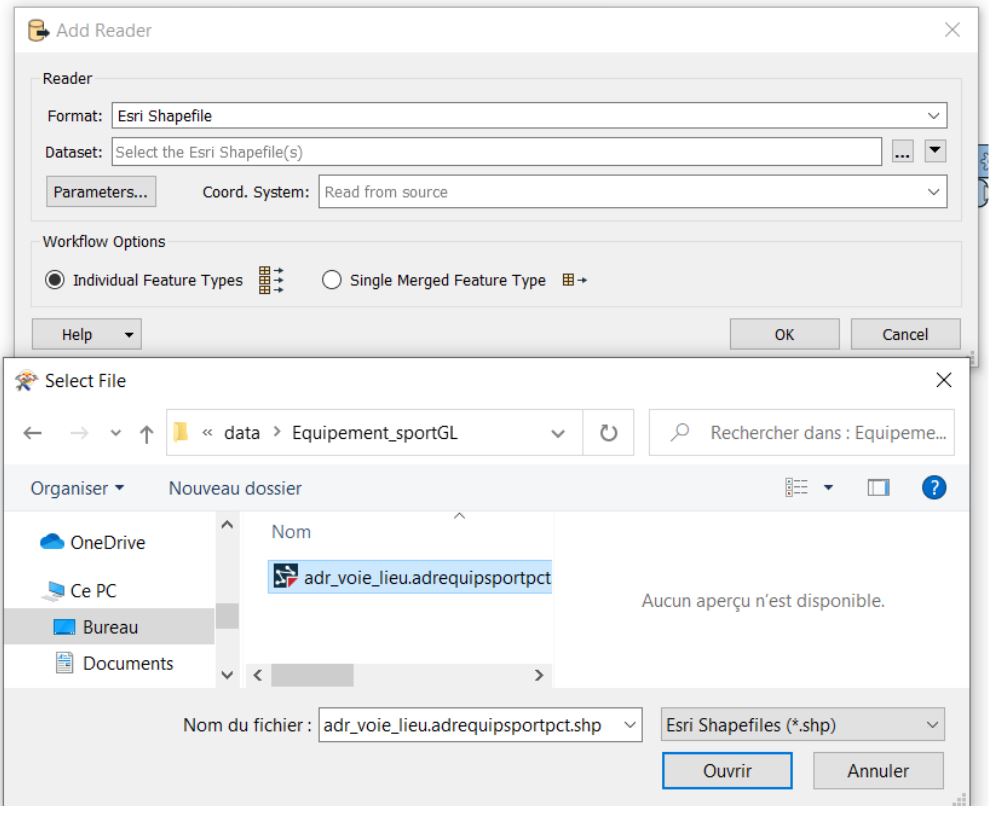 Add Reader
Reader
Format: Esri Shapefile
Dataset: Select the Esri Shapefile(s) ...
Parameters... Coord. System: Read from source
Workflow Options
Individual Feature Types Single Merged Feature Type
Help OK Cancel
Select File
« data > Equipement_sportGL Rechercher dans : Equipeme...
Organiser Nouveau dossier ?
Nom
OneDrive
adr_voie_lieu.adrequipsportpct
Ce PC
Aucun aperçu n'est disponible.
Bureau
Documents
Nom du fichier : adr_voie_lieu.adrequipsportpct.shp Esri Shapefiles (*.shp)
Ouvrir Annuler